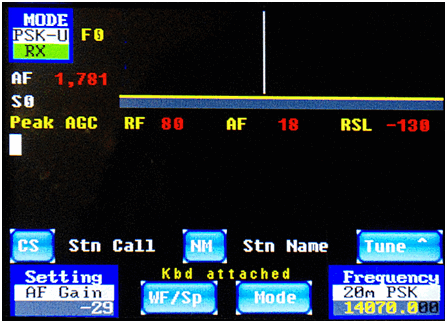 MODE
PSK-U F0
RX
AF 1,781
S0
Peak AGC RF 80 AF 18 RSL -130
CS Stn Call NM Stn Name Tune ^
Setting Kbd attached Frequency
AF Gain WF/Sp Mode 20m PSK
-29 14070.000